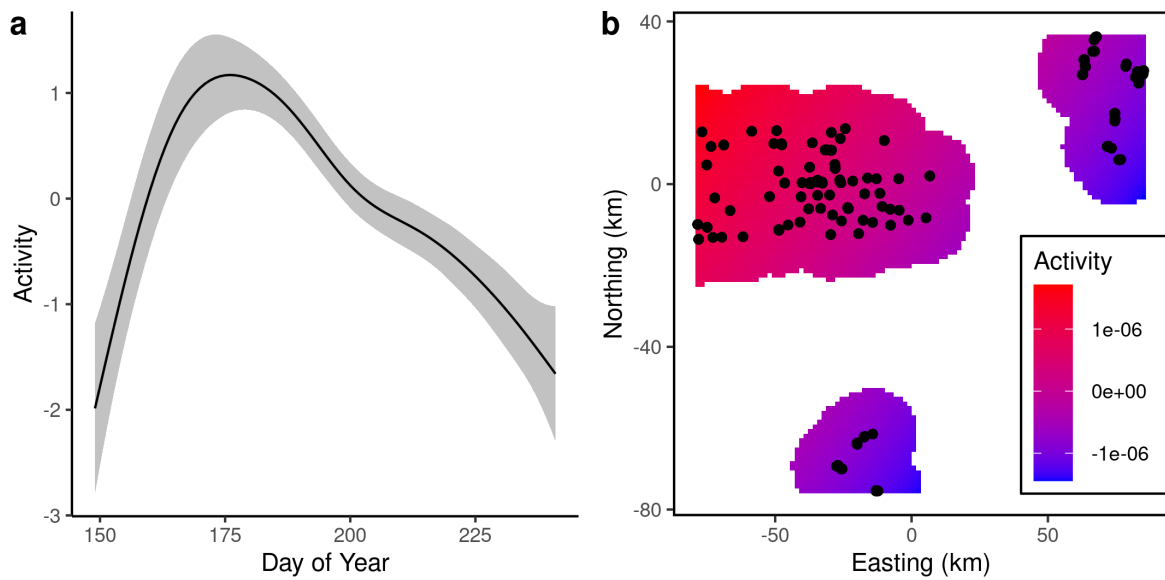 a
1
0
-1
-2
-3
Activity
150
175
200
225
Day of Year
b
40
0
-40
-80
Northing (km)
-50
0
50
Easting (km)
Activity
1e-06
0e+00
-1e-06